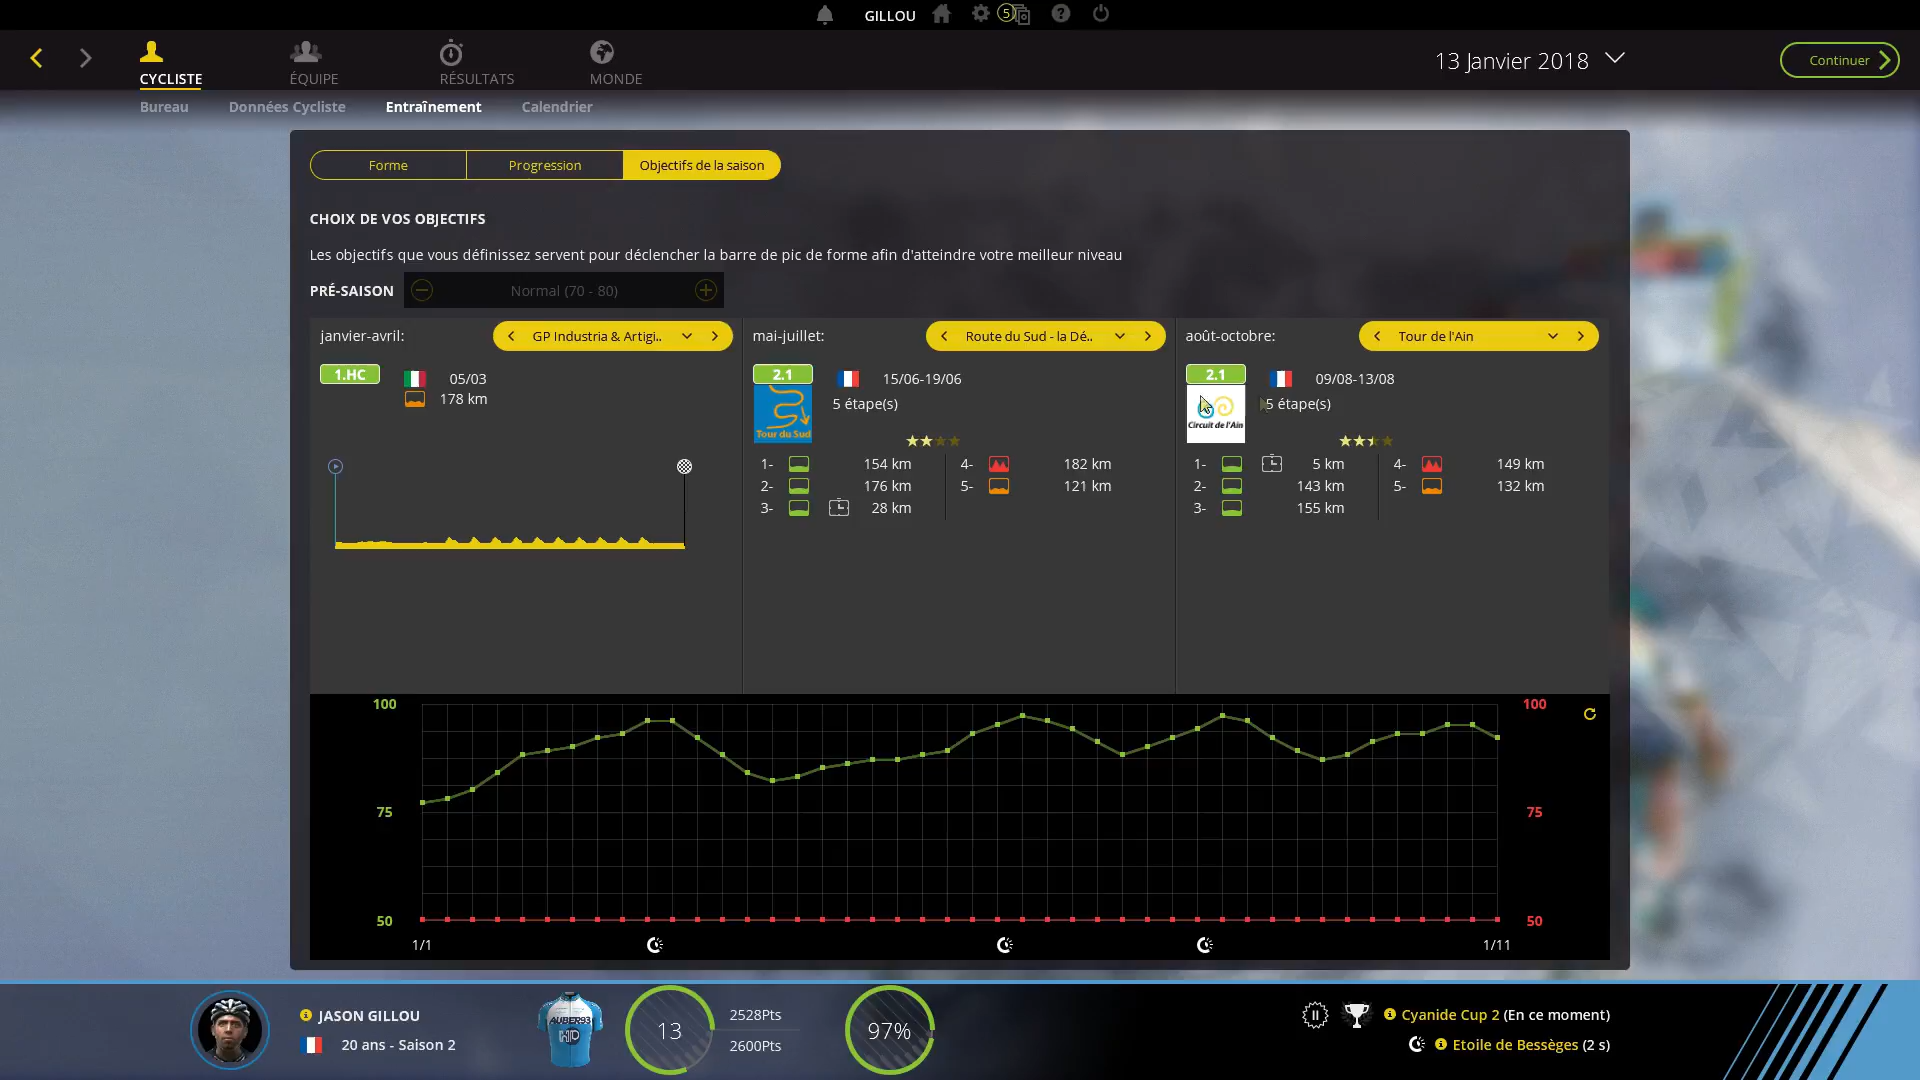 GILLOU
5
CYCLISTE
ÉQUIPE
RÉSULTATS
MONDE
13 Janvier 2018
Continuer
Bureau
Données Cycliste
Entraînement
Calendrier
Forme
Progression
Objectifs de la saison
CHOIX DE VOS OBJECTIFS
Les objectifs que vous définissez servent pour déclencher la barre de pic de forme afin d'atteindre votre meilleur niveau
PRÉ-SAISON
Normal (70 - 80)
janvier-avril:
GP Industria & Artigi..
1.HC
05/03
178 km
mai-juillet:
Route du Sud - la Dé..
2.1
15/06-19/06
5 étape(s)
Tour du Sud
1- 154 km
2- 176 km
3- 28 km
4- 182 km
5- 121 km
août-octobre:
Tour de l'Ain
2.1
09/08-13/08
5 étape(s)
Circuit de l'Ain
1- 5 km
2- 143 km
3- 155 km
4- 149 km
5- 132 km
100
75
50
100
75
50
1/1
1/11
JASON GILLOU
20 ans - Saison 2
AUBER93
13
2528Pts
2600Pts
97%
Cyanide Cup 2 (En ce moment)
Etoile de Bessèges (2 s)